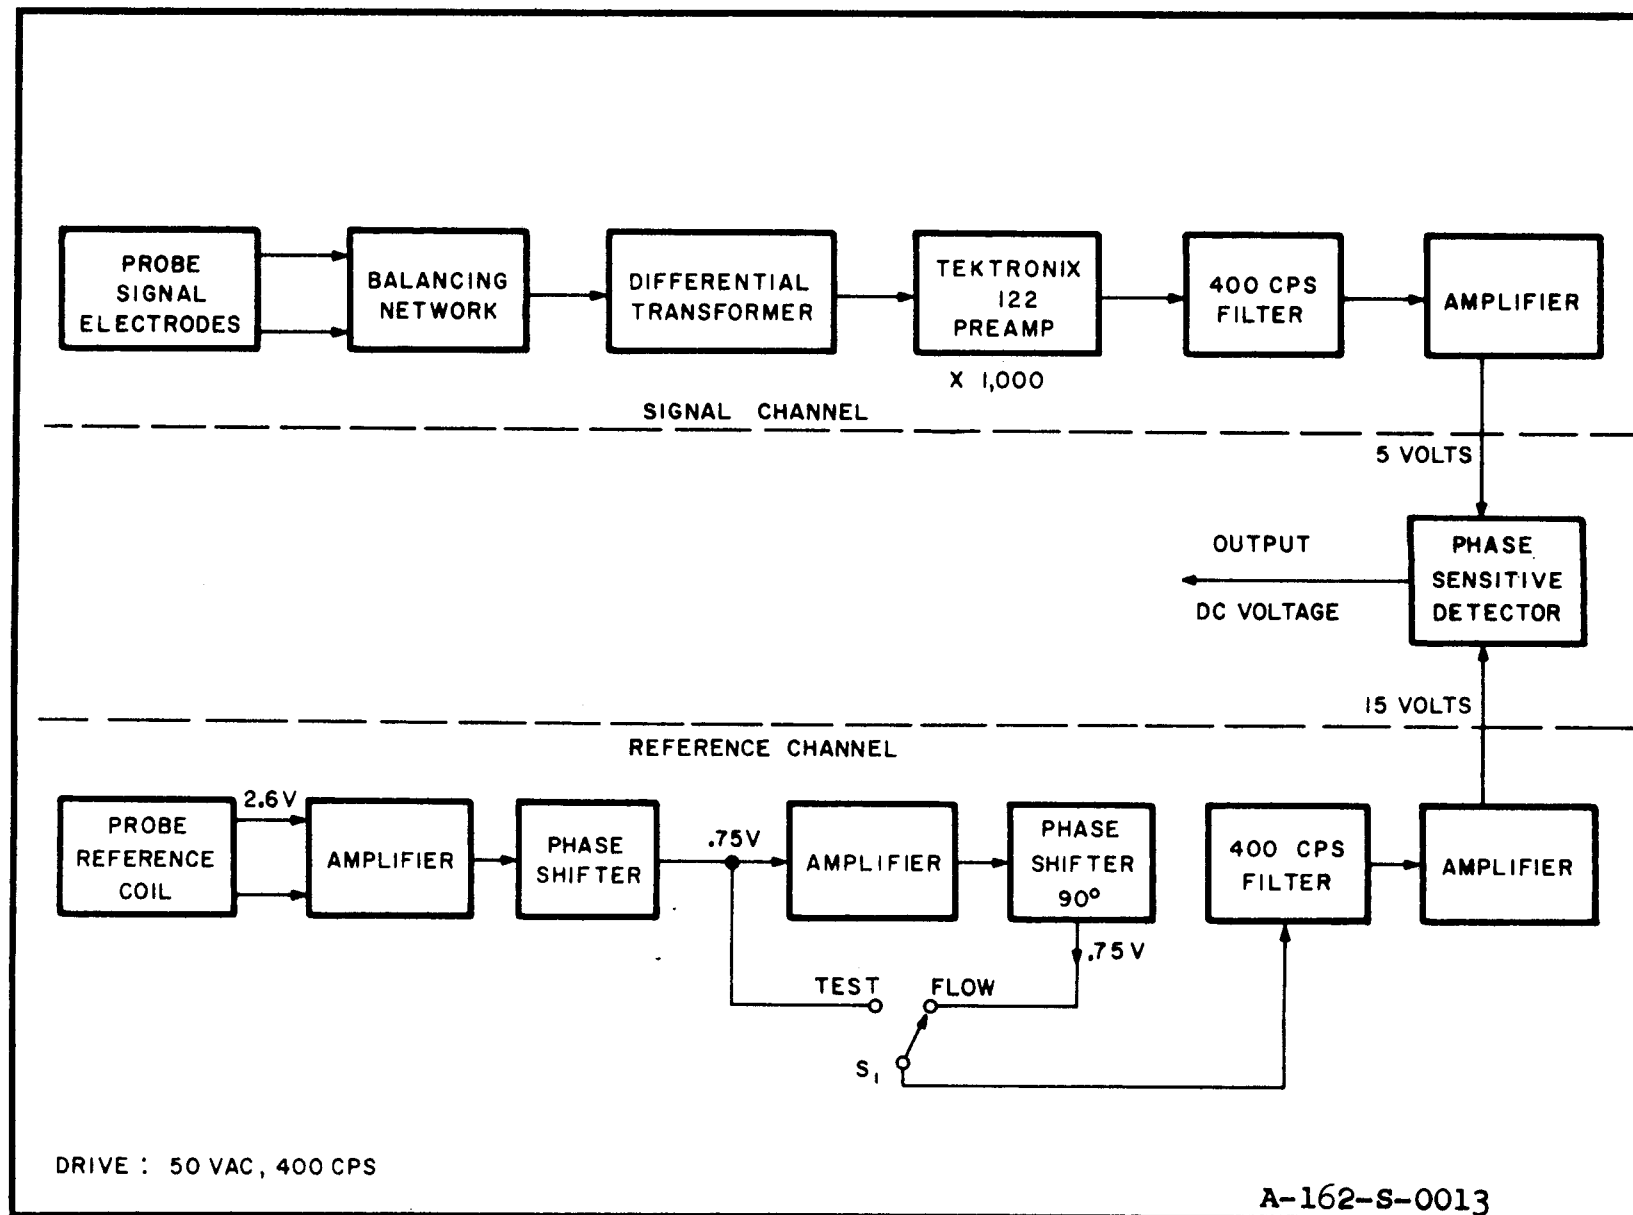 PROBE
SIGNAL
ELECTRODES
BALANCING
NETWORK
DIFFERENTIAL
TRANSFORMER
TEKTRONIX
122
PREAMP
X 1,000
400 CPS
FILTER
AMPLIFIER
SIGNAL CHANNEL
5 VOLTS
OUTPUT
DC VOLTAGE
PHASE
SENSITIVE
DETECTOR
15 VOLTS
REFERENCE CHANNEL
PROBE
REFERENCE
COIL
2.6 V
AMPLIFIER
PHASE
SHIFTER
.75V
AMPLIFIER
PHASE
SHIFTER
90°
.75 V
400 CPS
FILTER
AMPLIFIER
TEST
FLOW
S1
DRIVE : 50 VAC, 400 CPS
A-162-S-0013